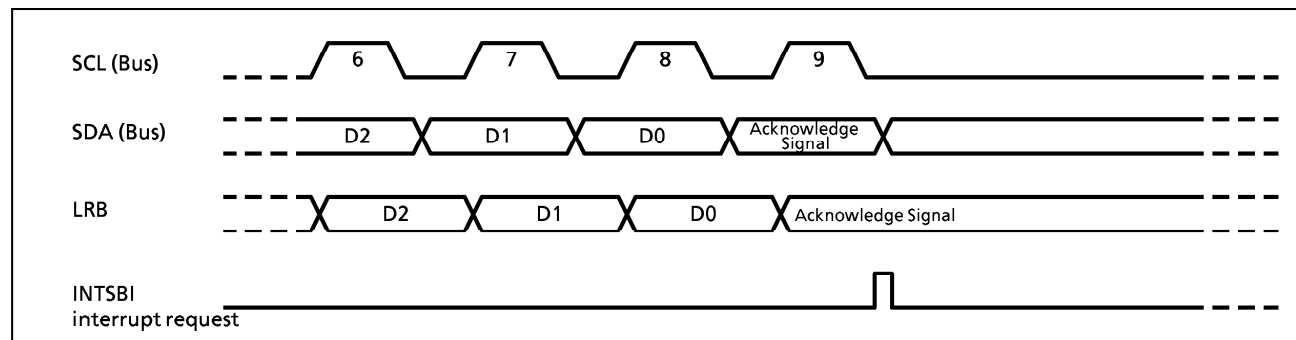 SCL (Bus)
6 7 8 9
SDA (Bus)
D2 D1 D0 Acknowledge
Signal
LRB
D2 D1 D0 Acknowledge Signal
INTSBI
interrupt request